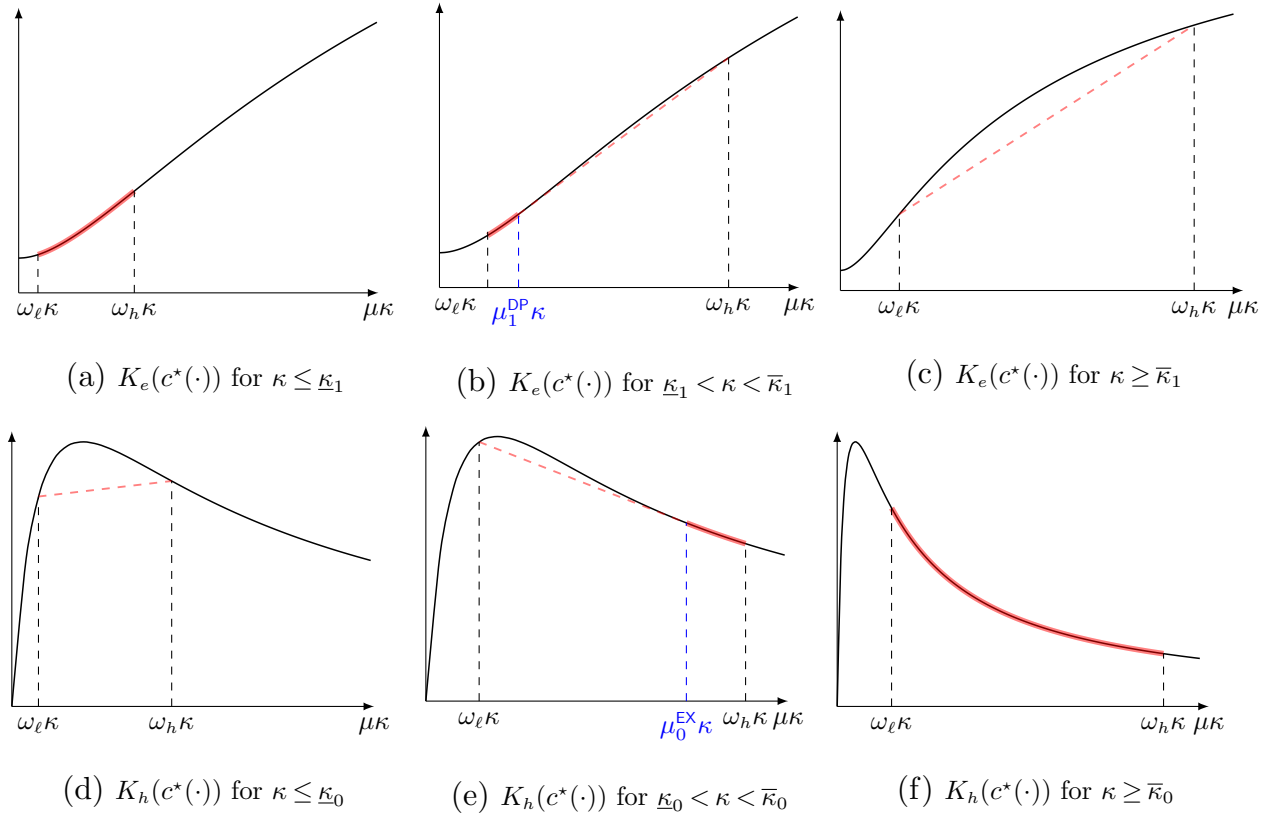 ω_ℓκ ω_hκ μκ
ω_ℓκ μ_1^DP κ ω_hκ μκ
ω_ℓκ ω_hκ μκ
(a) K_e(c⋆(·)) for κ ≤ κ̲_1
(b) K_e(c⋆(·)) for κ̲_1 < κ < κ̅_1
(c) K_e(c⋆(·)) for κ ≥ κ̅_1
ω_ℓκ ω_hκ μκ
ω_ℓκ μ_0^EX κ ω_hκ μκ
ω_ℓκ ω_hκ μκ
(d) K_h(c⋆(·)) for κ ≤ κ̲_0
(e) K_h(c⋆(·)) for κ̲_0 < κ < κ̅_0
(f) K_h(c⋆(·)) for κ ≥ κ̅_0